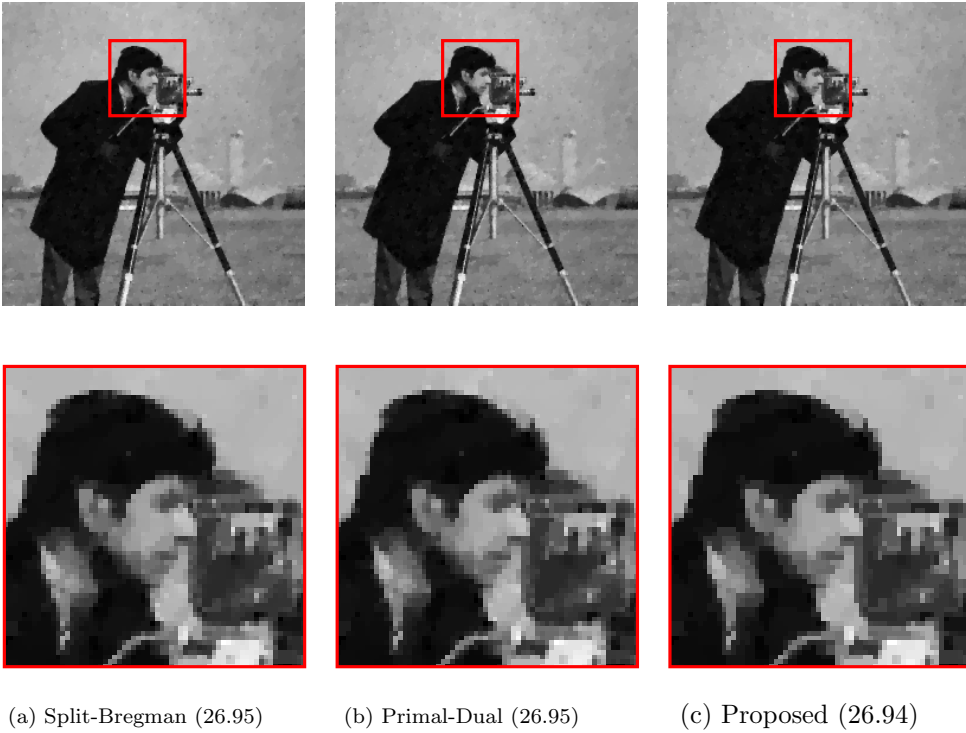 (a) Split-Bregman (26.95)
(b) Primal-Dual (26.95)
(c) Proposed (26.94)